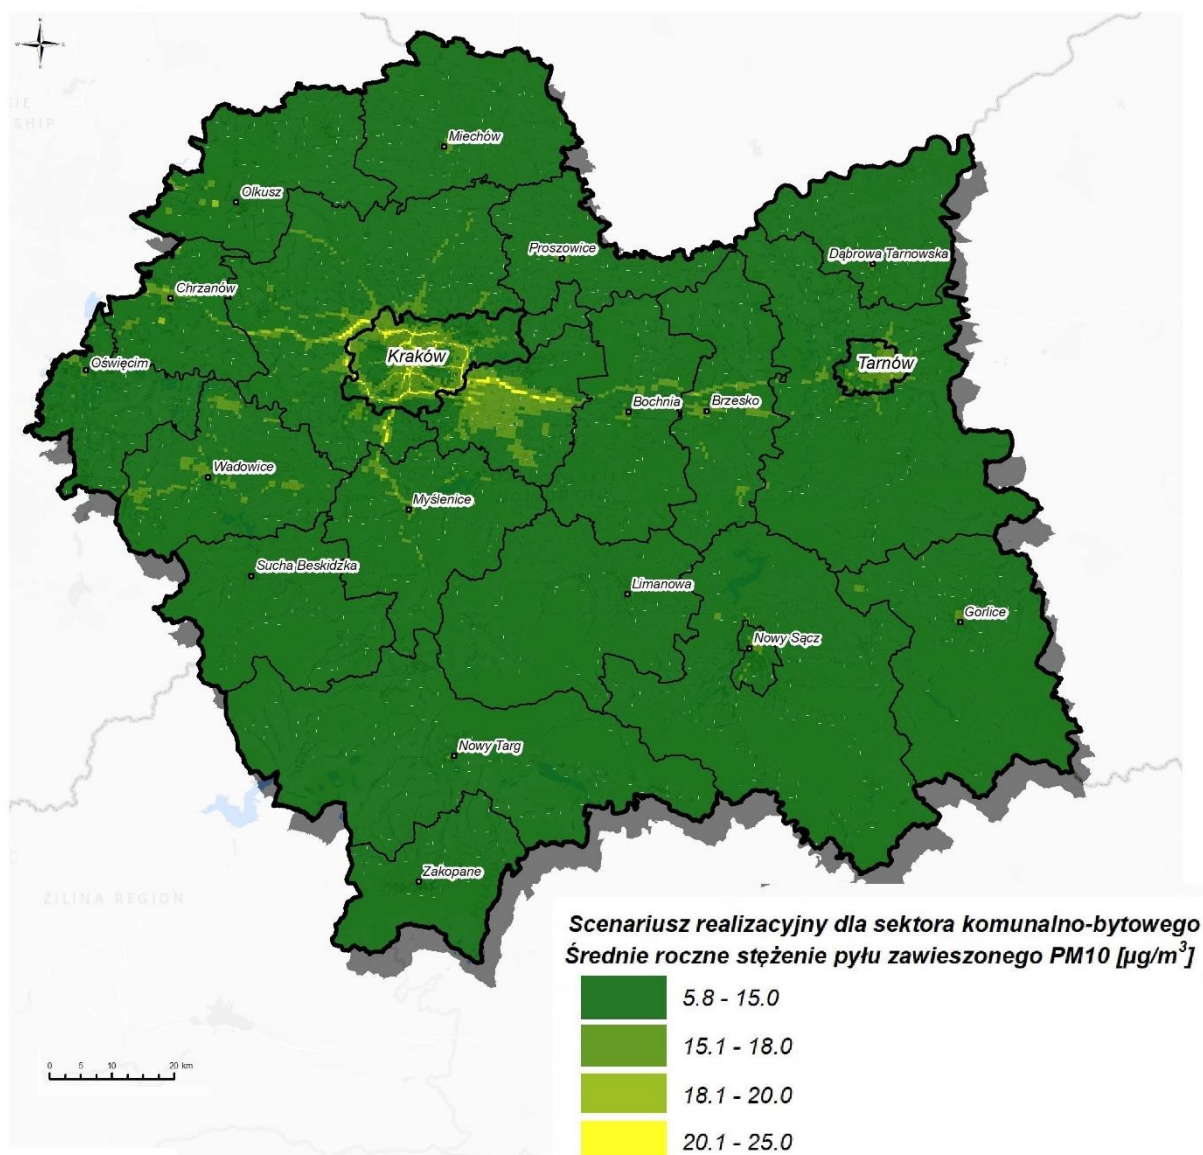 KIE
SHIP
Miechów
Olkusz
Proszowice
Dąbrowa Tarnowska
Chrzanów
Kraków
Tarnów
Oświęcim
Bochnia
Brzesko
Wadowice
Myślenice
Sucha Beskidzka
Limanowa
Gorlice
Nowy Sącz
Nowy Targ
Zakopane
ŽILINA REGION
Scenariusz realizacyjny dla sektora komunalno-bytowego
Średnie roczne stężenie pyłu zawieszonego PM10 [µg/m³]
5.8 - 15.0
15.1 - 18.0
18.1 - 20.0
20.1 - 25.0
0 5 10 20 km